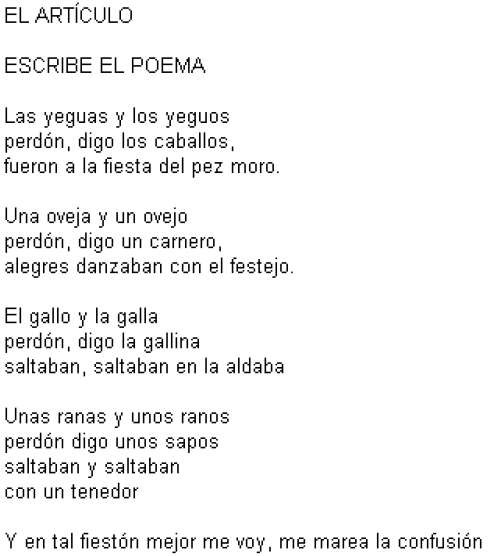 EL ARTÍCULO
ESCRIBE EL POEMA
Las yeguas y los yeguos
perdón, digo los caballos,
fueron a la fiesta del pez moro.
Una oveja y un ovejo
perdón, digo un carnero,
alegres danzaban con el festejo.
El gallo y la galla
perdón, digo la gallina
saltaban, saltaban en la aldaba
Unas ranas y unos ranos
perdón digo unos sapos
saltaban y saltaban
con un tenedor
Y en tal fiestón mejor me voy, me marea la confusión